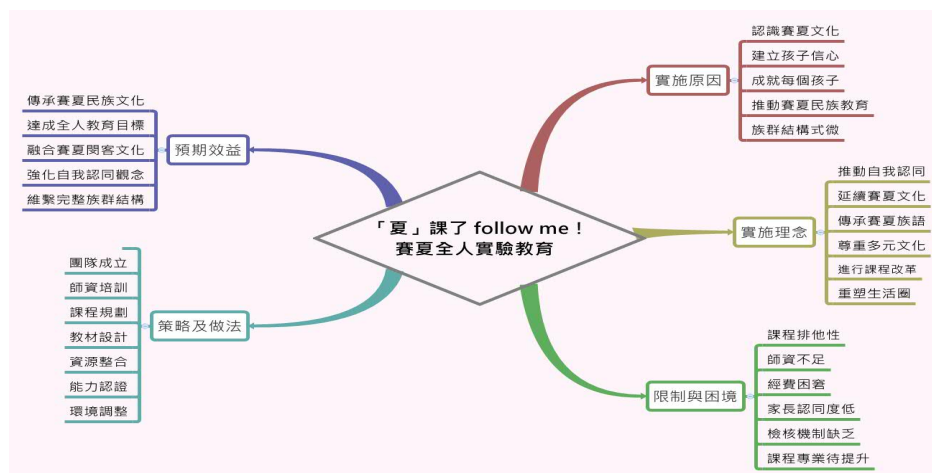 「夏」課了 follow me！
賽夏全人實驗教育
實施原因
認識賽夏文化
建立孩子信心
成就每個孩子
推動賽夏民族教育
族群結構式微
實施理念
推動自我認同
延續賽夏文化
傳承賽夏族語
尊重多元文化
進行課程改革
重塑生活圈
限制與困境
課程排他性
師資不足
經費困窘
家長認同度低
檢核機制缺乏
課程專業待提升
策略及做法
團隊成立
師資培訓
課程規劃
教材設計
資源整合
能力認證
環境調整
預期效益
傳承賽夏民族文化
達成全人教育目標
融合賽夏閩客文化
強化自我認同觀念
維繫完整族群結構